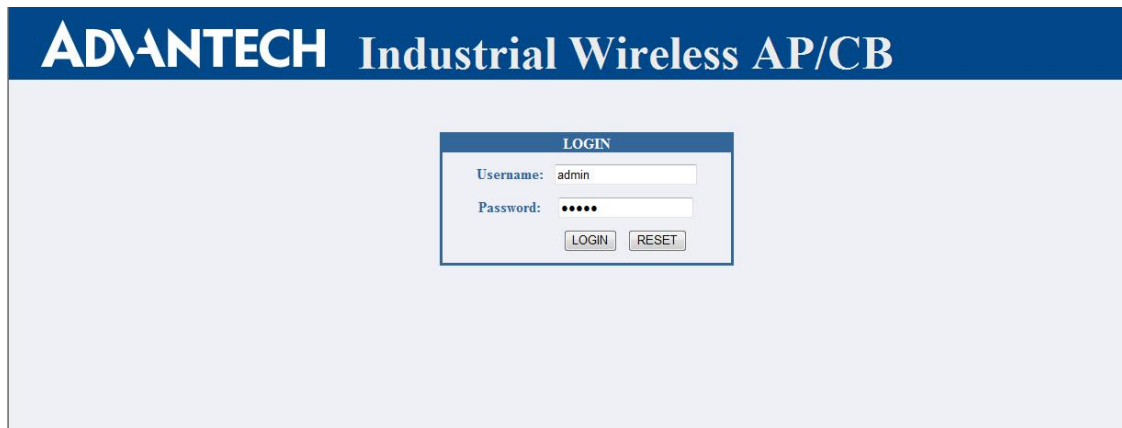 ADVANTECH Industrial Wireless AP/CB
LOGIN
Username: admin
Password: •••••
LOGIN RESET